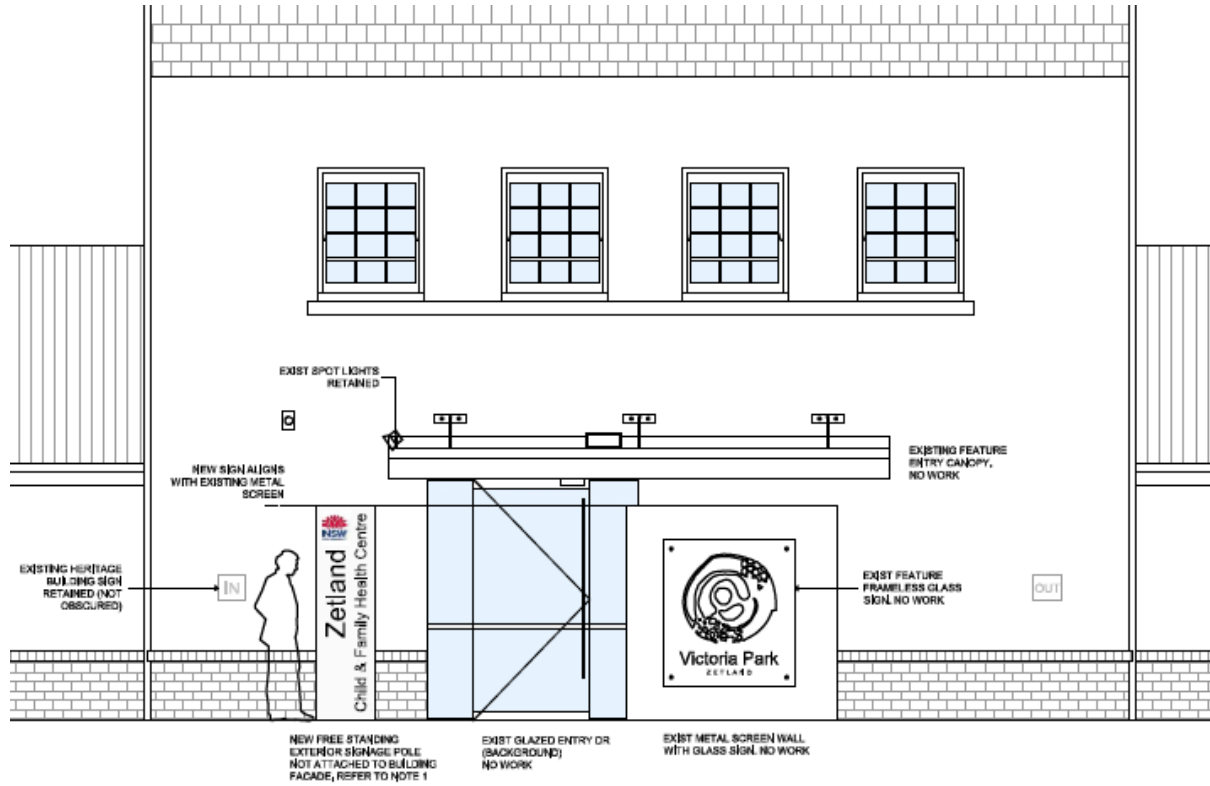 EXIST SPOT LIGHTS
RETAINED
NEW SIGN ALIGNS
WITH EXISTING METAL
SCREEN
EXISTING FEATURE
ENTRY CANOPY,
NO WORK
EXISTING HERITAGE
BUILDING SIGN
RETAINED (NOT
OBSCURED)
IN
NSW
Zetland
Child & Family Health Centre
Victoria Park
ZETLAND
EXIST FEATURE
FRAMELESS GLASS
SIGN. NO WORK
OUT
NEW FREE STANDING
EXTERIOR SIGNAGE POLE
NOT ATTACHED TO BUILDING
FACADE, REFER TO NOTE 1
EXIST GLAZED ENTRY DR
(BACKGROUND)
NO WORK
EXIST METAL SCREEN WALL
WITH GLASS SIGN. NO WORK